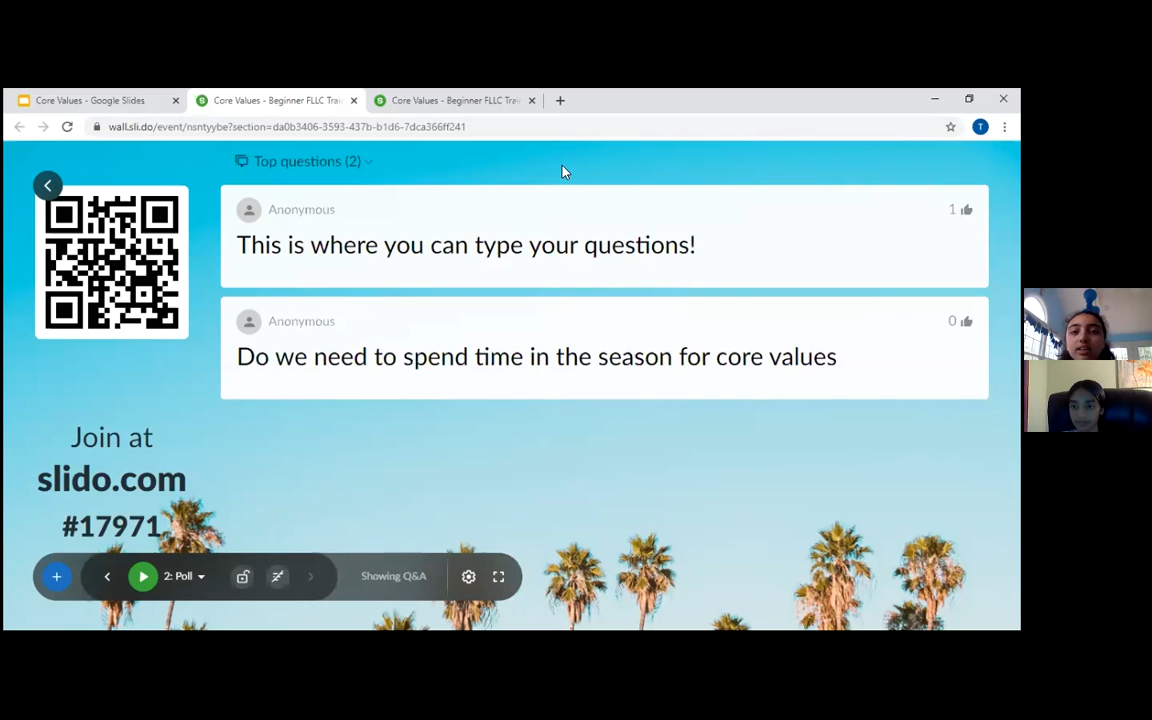 Core Values - Google Slides
Core Values - Beginner FLLC Trai
Core Values - Beginner FLLC Trai
wall.sli.do/event/nsntyybe?section=da0b3406-3593-437b-b1d6-7dca366ff241
T
Top questions (2)
Anonymous
1
This is where you can type your questions!
Anonymous
0
Do we need to spend time in the season for core values
Join at
slido.com
#17971
2: Poll
Showing Q&A